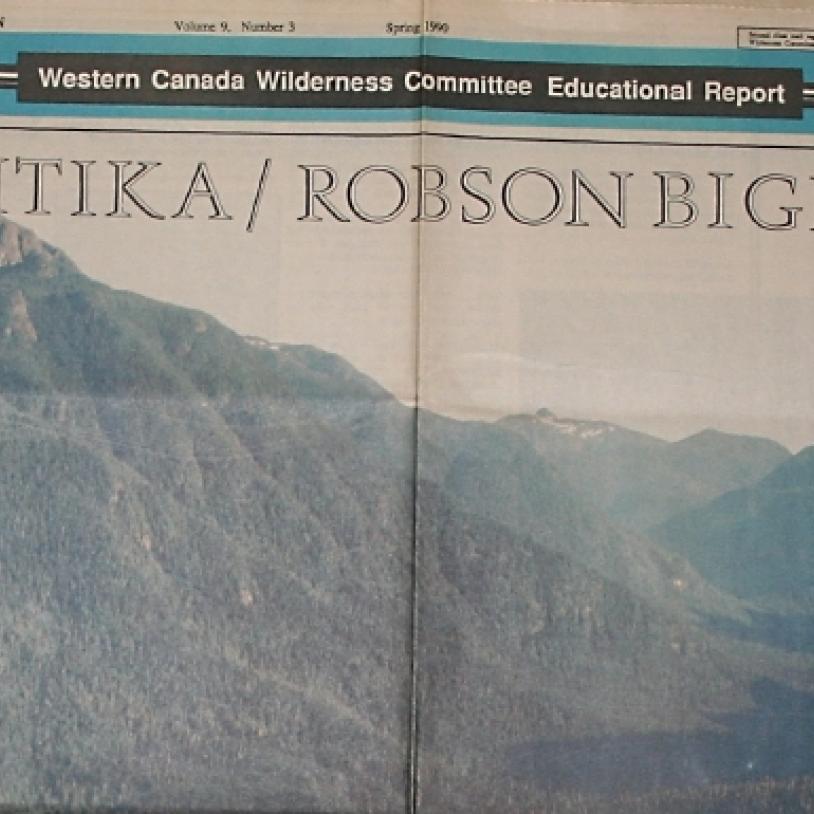 N Volume 9, Number 3 Spring 1990
Western Canada Wilderness Committee Educational Report
ITIKA / ROBSON BIG